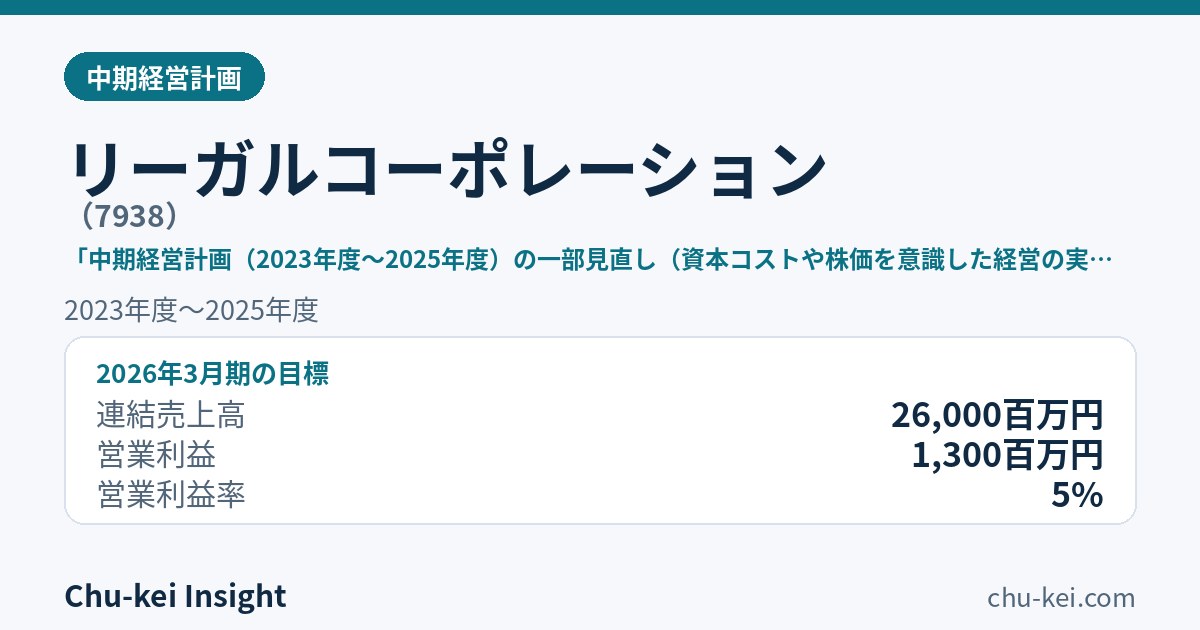 中期経営計画
リーガルコーポレーション
（7938）
「中期経営計画（2023年度～2025年度）の一部見直し（資本コストや株価を意識した経営の実…
2023年度～2025年度
2026年3月期の目標
連結売上高 26,000百万円
営業利益 1,300百万円
営業利益率 5%
Chu-kei Insight chu-kei.com